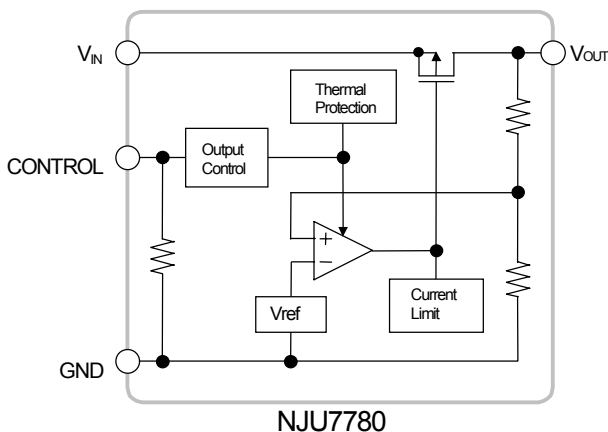 VIN
VOUT
Thermal
Protection
CONTROL
Output
Control
+
−
Vref
Current
Limit
GND
NJU7780